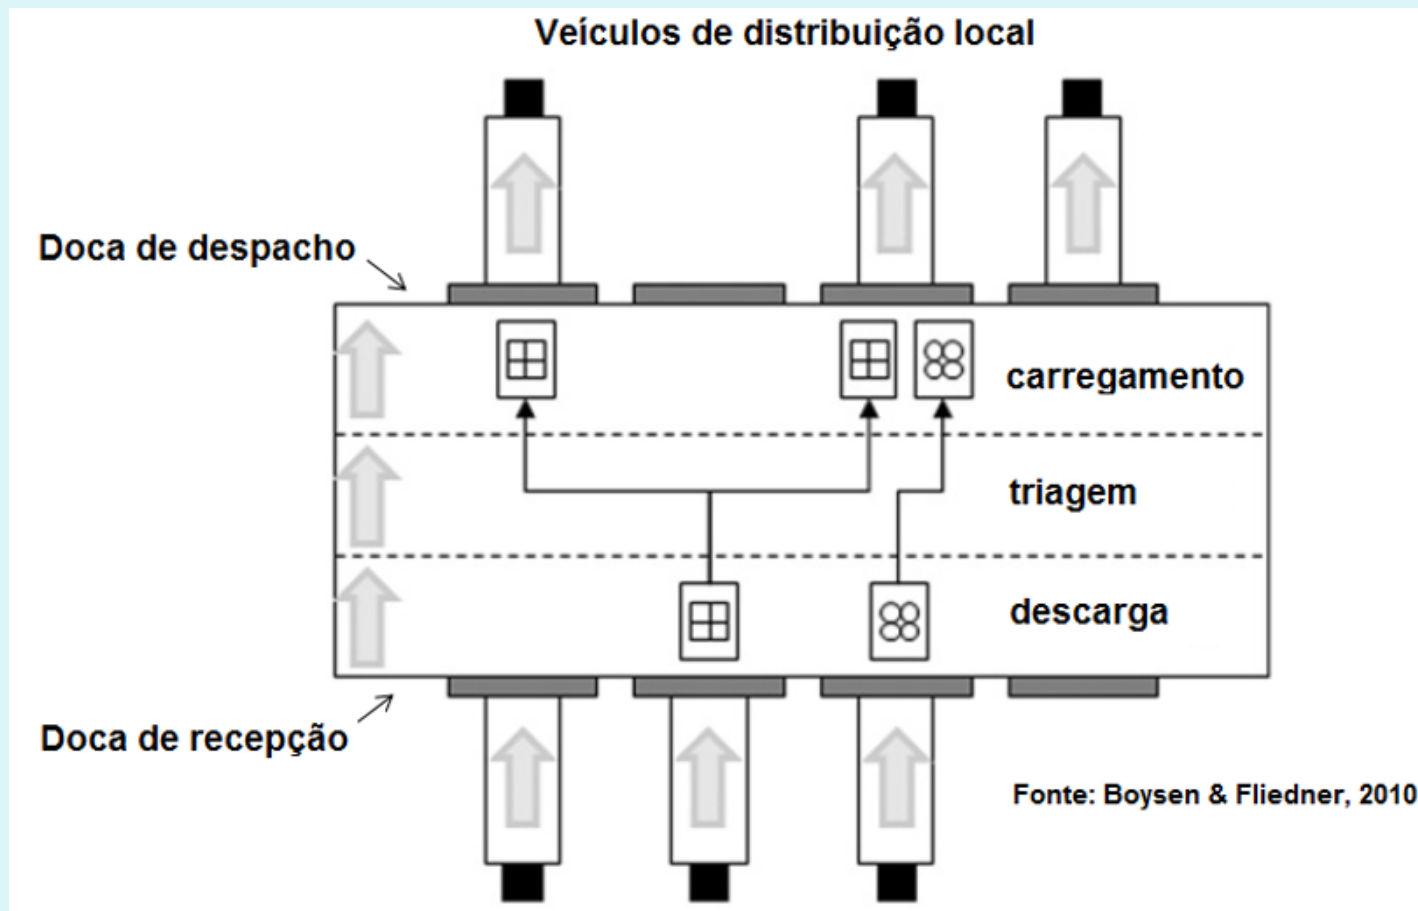 Veículos de distribuição local
Doca de despacho
carregamento
triagem
descarga
Doca de recepção
Fonte: Boysen & Fliedner, 2010